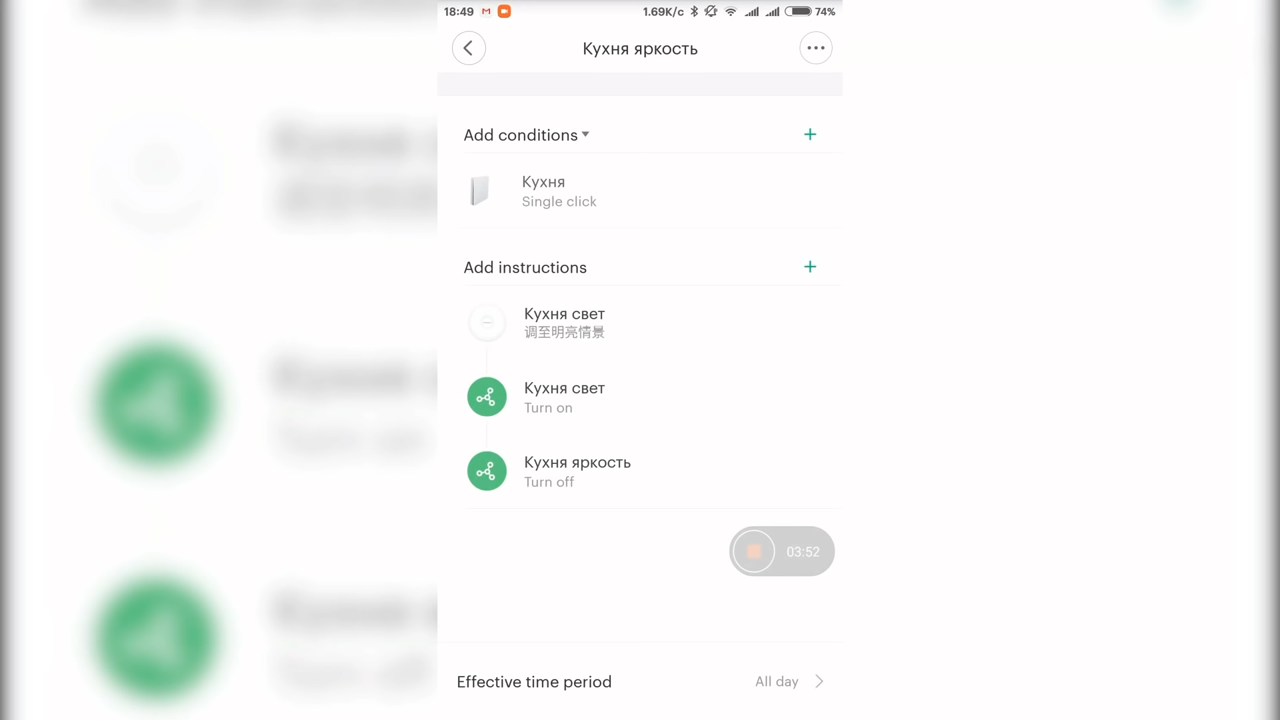 18:49 1.69K/c 74%
Кухня яркость
Add conditions
Кухня
Single click
Add instructions
Кухня свет
调至明亮情景
Кухня свет
Turn on
Кухня яркость
Turn off
03:52
Effective time period All day